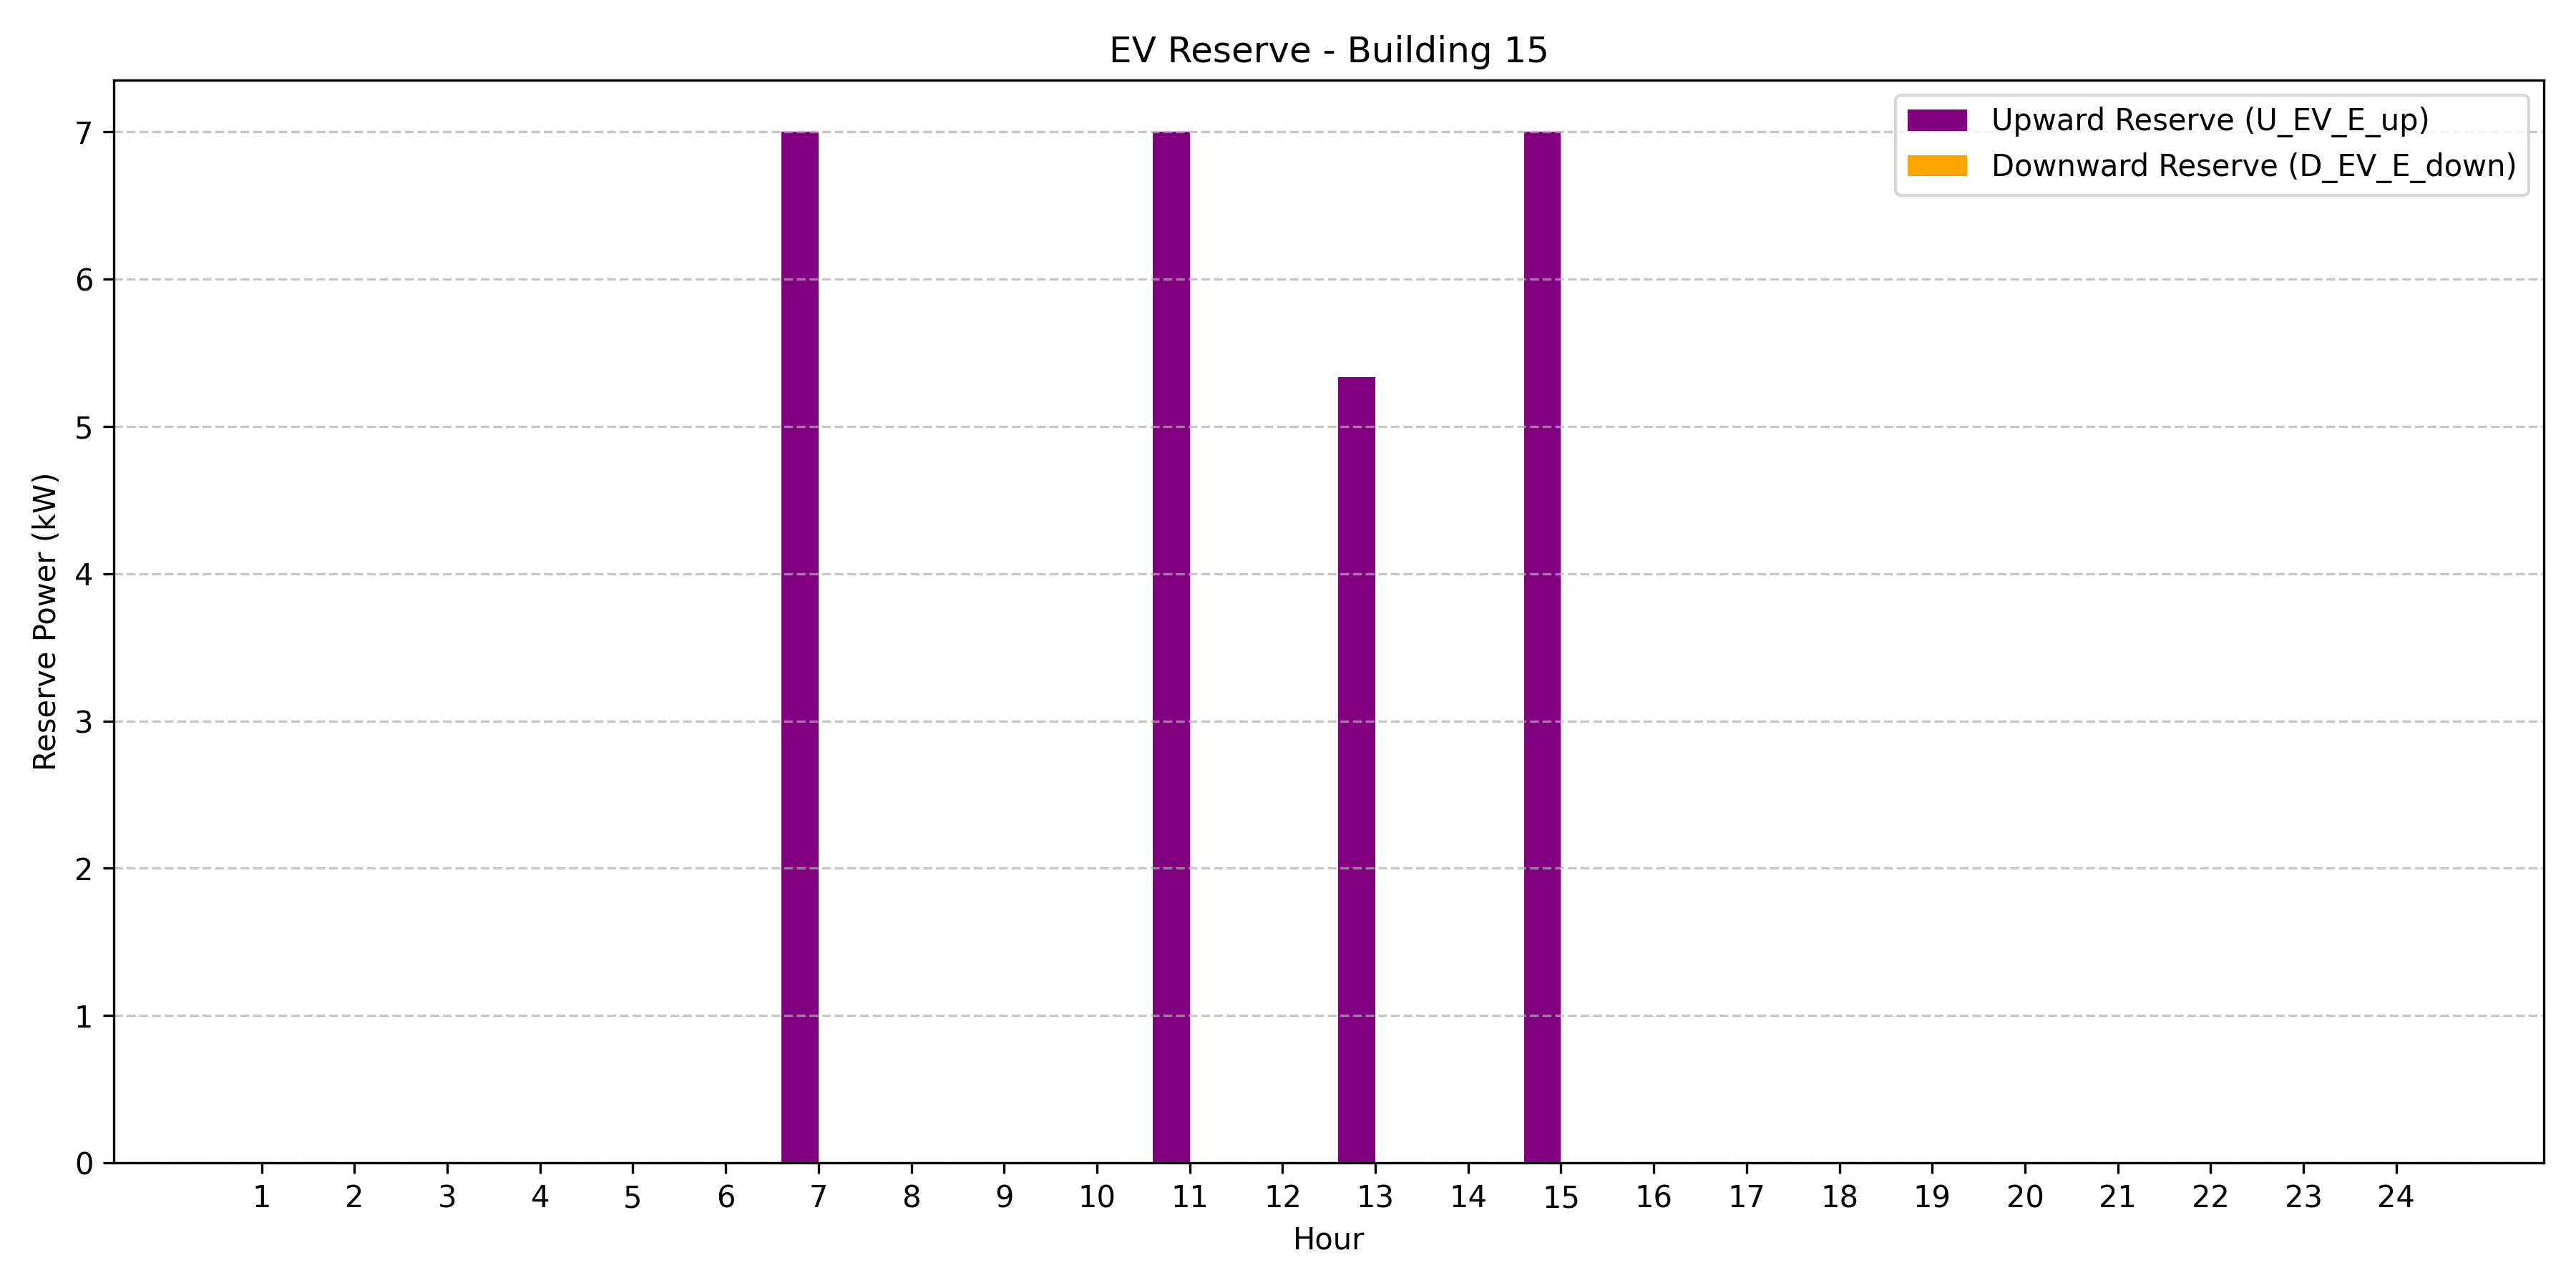 EV Reserve - Building 15
Upward Reserve (U_EV_E_up)
Downward Reserve (D_EV_E_down)
Reserve Power (kW)
7
6
5
4
3
2
1
0
1 2 3 4 5 6 7 8 9 10 11 12 13 14 15 16 17 18 19 20 21 22 23 24
Hour